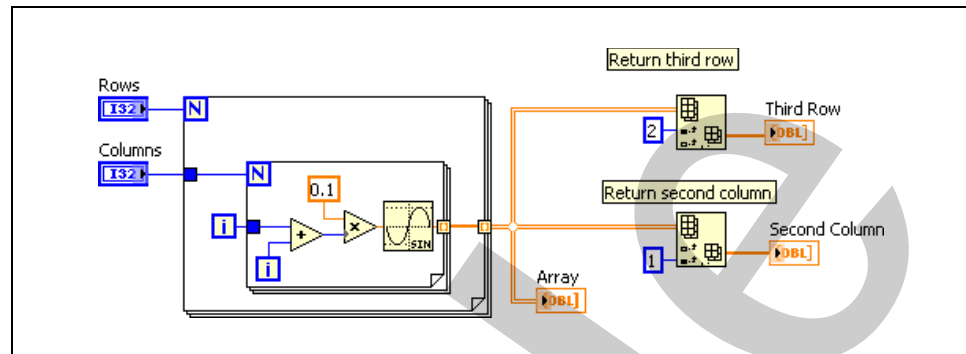 Return third row
Rows
I32
N
Third Row
2
DBL]
Columns
I32
N
0.1
Return second column
i
+
x
SIN
Second Column
1
DBL]
i
Array
DBL]